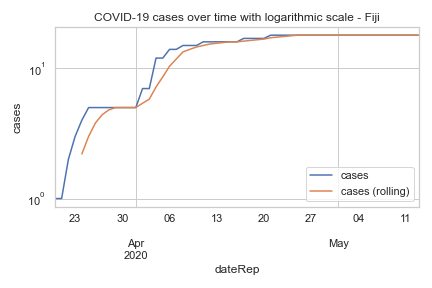 COVID-19 cases over time with logarithmic scale - Fiji
cases
10¹
10⁰
cases
cases (rolling)
23 30 06 13 20 27 04 11
Apr May
2020
dateRep